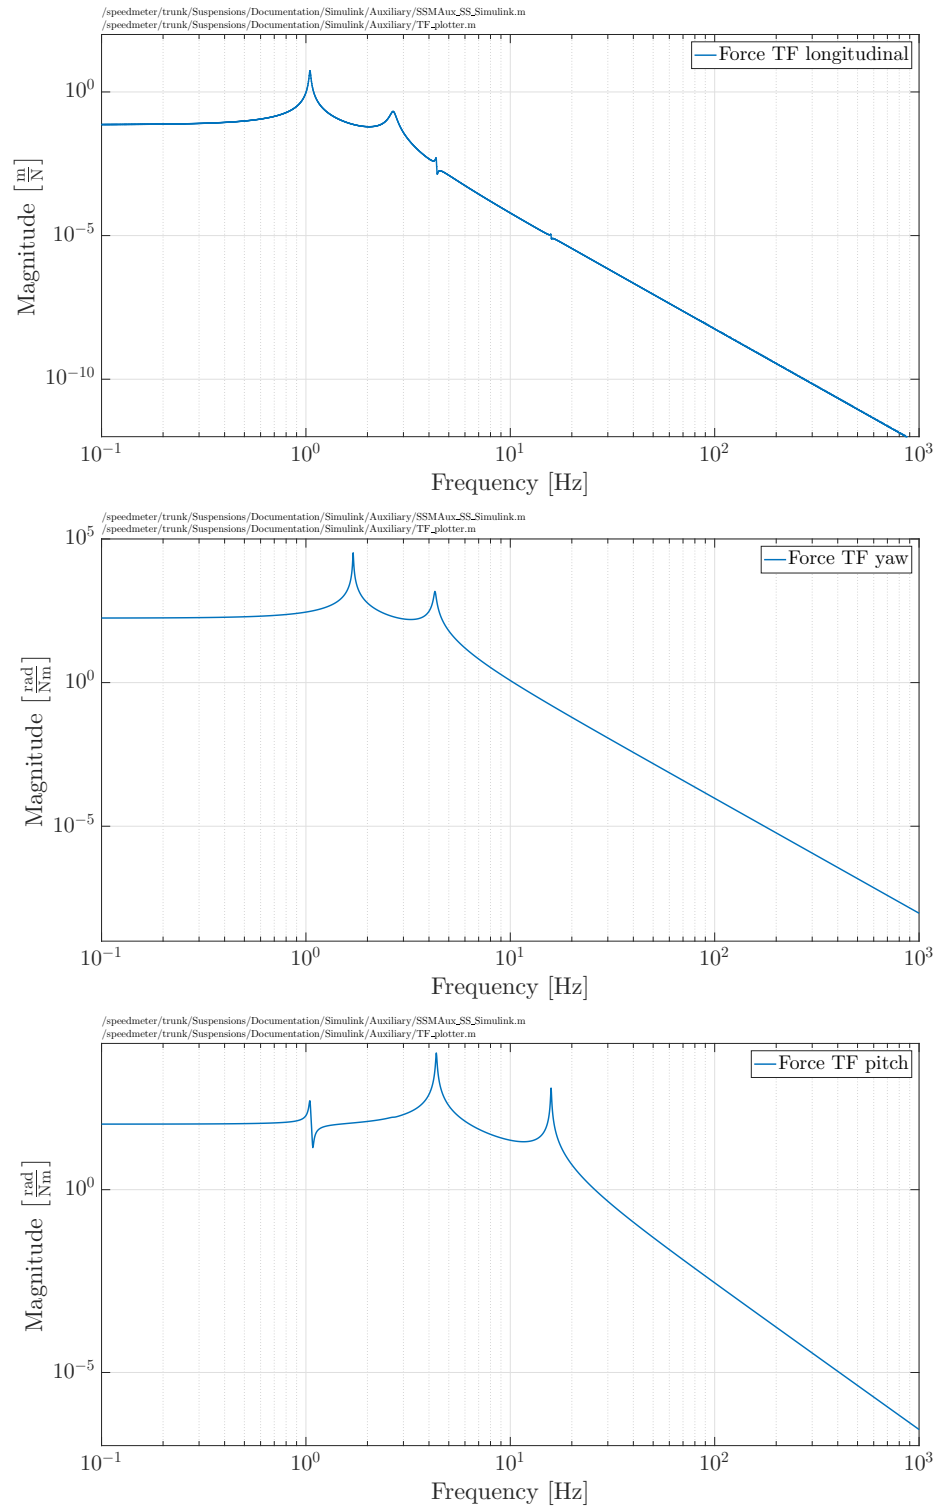 /speedmeter/trunk/Suspensions/Documentation/Simulink/Auxiliary/SSMAux_SS_Simulink.m
/speedmeter/trunk/Suspensions/Documentation/Simulink/Auxiliary/TF_plotter.m
Force TF longitudinal
Magnitude [m/N]
10^0
10^-5
10^-10
10^-1 10^0 10^1 10^2 10^3
Frequency [Hz]
/speedmeter/trunk/Suspensions/Documentation/Simulink/Auxiliary/SSMAux_SS_Simulink.m
/speedmeter/trunk/Suspensions/Documentation/Simulink/Auxiliary/TF_plotter.m
Force TF yaw
Magnitude [rad/Nm]
10^5
10^0
10^-5
10^-1 10^0 10^1 10^2 10^3
Frequency [Hz]
/speedmeter/trunk/Suspensions/Documentation/Simulink/Auxiliary/SSMAux_SS_Simulink.m
/speedmeter/trunk/Suspensions/Documentation/Simulink/Auxiliary/TF_plotter.m
Force TF pitch
Magnitude [rad/Nm]
10^0
10^-5
10^-1 10^0 10^1 10^2 10^3
Frequency [Hz]